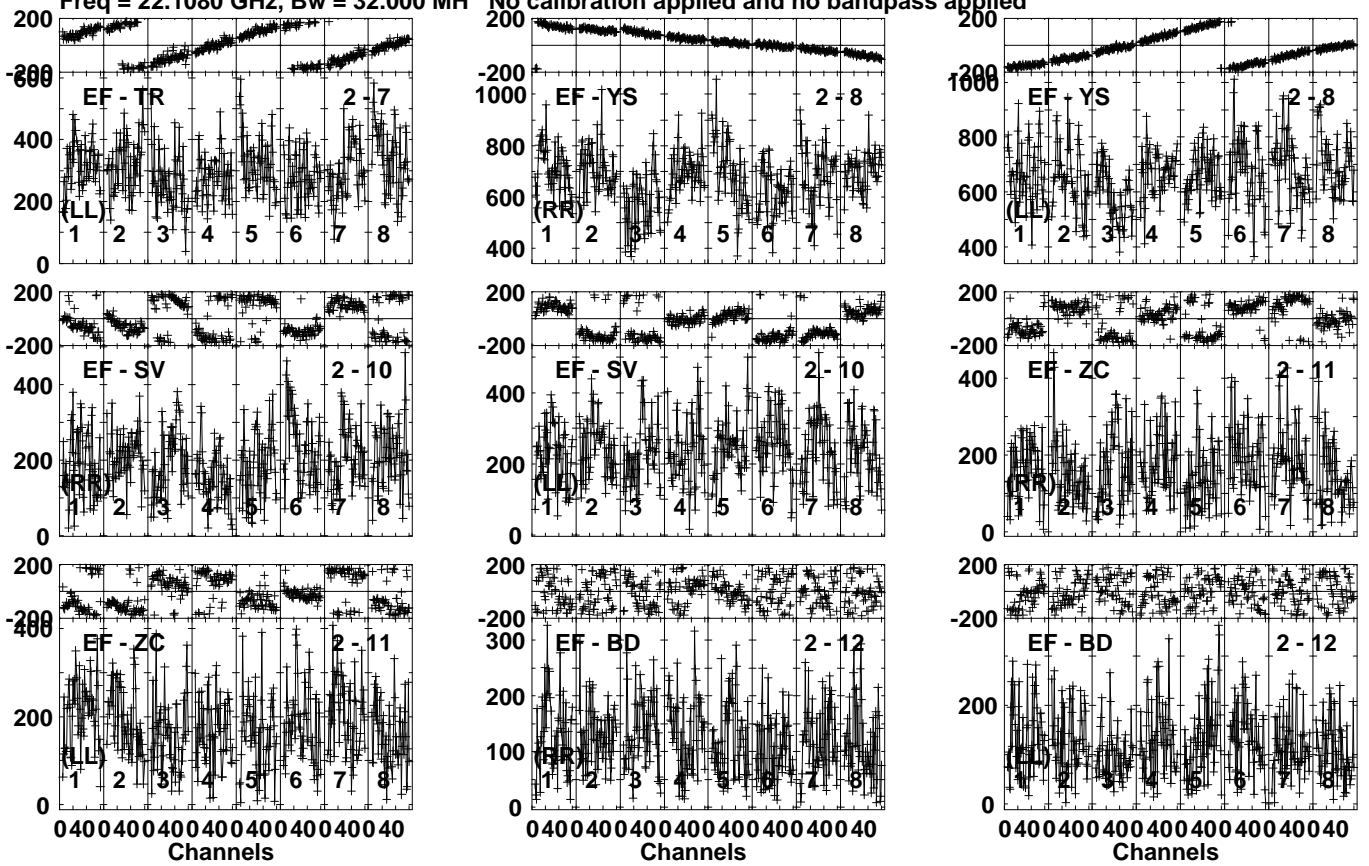 Freq = 22.1080 GHz, Bw = 32.000 MH No calibration applied and no bandpass applied
200
-200
600
400
200
0
EF - TR 2 - 7
(LL)
1 2 3 4 5 6 7 8
200
-200
1000
800
600
400
EF - YS 2 - 8
(RR)
1 2 3 4 5 6 7 8
200
-200
1000
800
600
400
EF - YS 2 - 8
(LL)
1 2 3 4 5 6 7 8
200
-200
400
200
0
EF - SV 2 - 10
(RR)
1 2 3 4 5 6 7 8
200
-200
400
200
0
EF - SV 2 - 10
(LL)
1 2 3 4 5 6 7 8
200
-200
400
200
0
EF - ZC 2 - 11
(RR)
1 2 3 4 5 6 7 8
200
-200
400
200
0
EF - ZC 2 - 11
(LL)
1 2 3 4 5 6 7 8
200
-200
300
200
100
0
EF - BD 2 - 12
(RR)
1 2 3 4 5 6 7 8
200
-200
200
0
EF - BD 2 - 12
(LL)
1 2 3 4 5 6 7 8
0 40 0 40 0 40 0 40 0 40 0 40 0 40 0 40
Channels
0 40 0 40 0 40 0 40 0 40 0 40 0 40 0 40
Channels
0 40 0 40 0 40 0 40 0 40 0 40 0 40 0 40
Channels